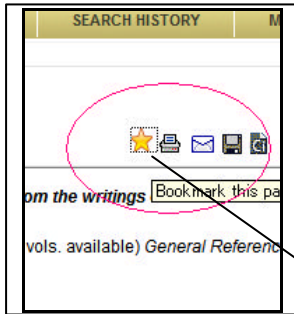 SEARCH HISTORY M
om the writings Bookmark this pa
vols. available) General Referenc